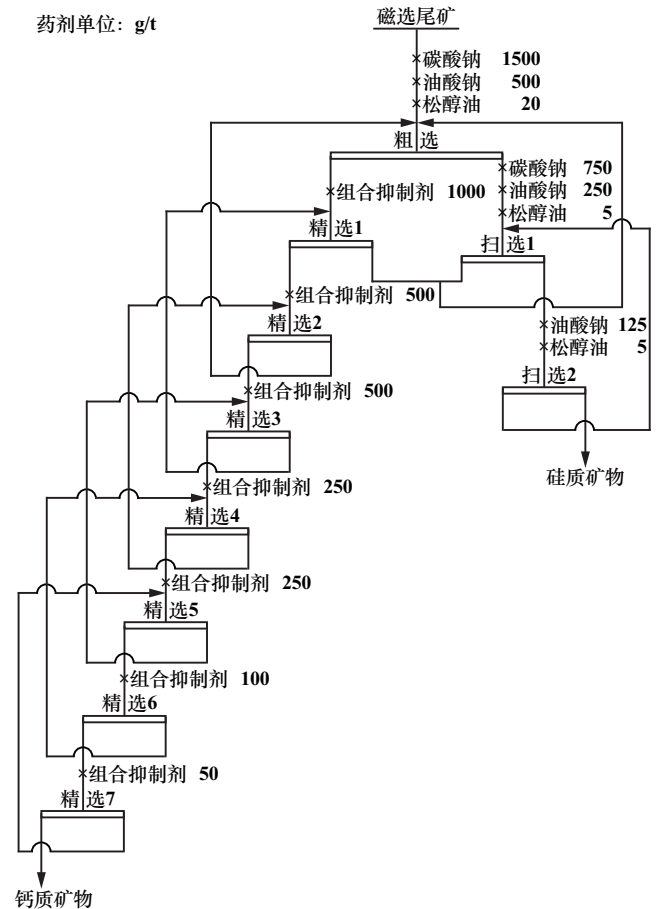 药剂单位：g/t
磁选尾矿
碳酸钠 1500
油酸钠 500
松醇油 20
粗选
碳酸钠 750
组合抑制剂 1000
油酸钠 250
松醇油 5
精选1
扫选1
组合抑制剂 500
精选2
油酸钠 125
松醇油 5
扫选2
组合抑制剂 500
精选3
硅质矿物
组合抑制剂 250
精选4
组合抑制剂 250
精选5
组合抑制剂 100
精选6
组合抑制剂 50
精选7
钙质矿物